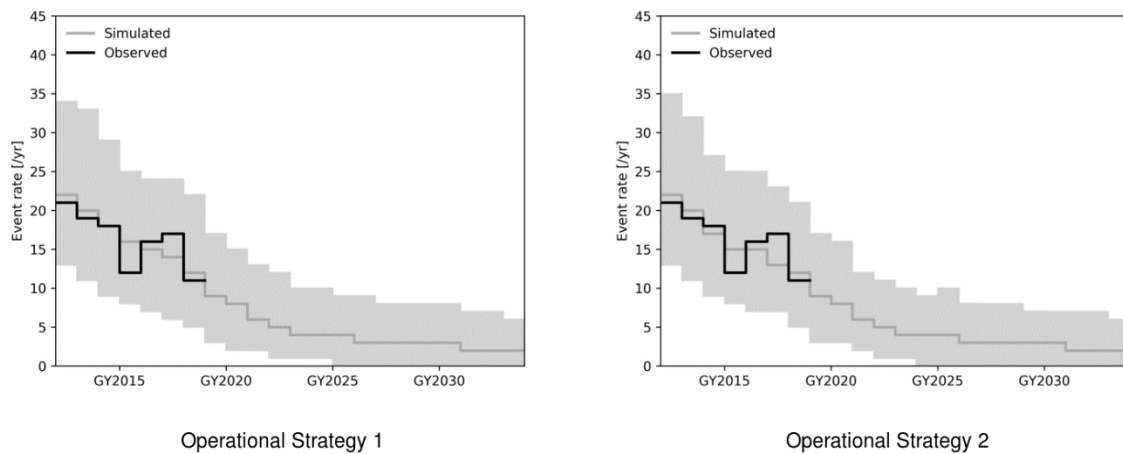 45
40
35
30
25
20
15
10
5
0
Event rate [/yr]
Simulated
Observed
GY2015 GY2020 GY2025 GY2030
Operational Strategy 1
45
40
35
30
25
20
15
10
5
0
Event rate [/yr]
Simulated
Observed
GY2015 GY2020 GY2025 GY2030
Operational Strategy 2